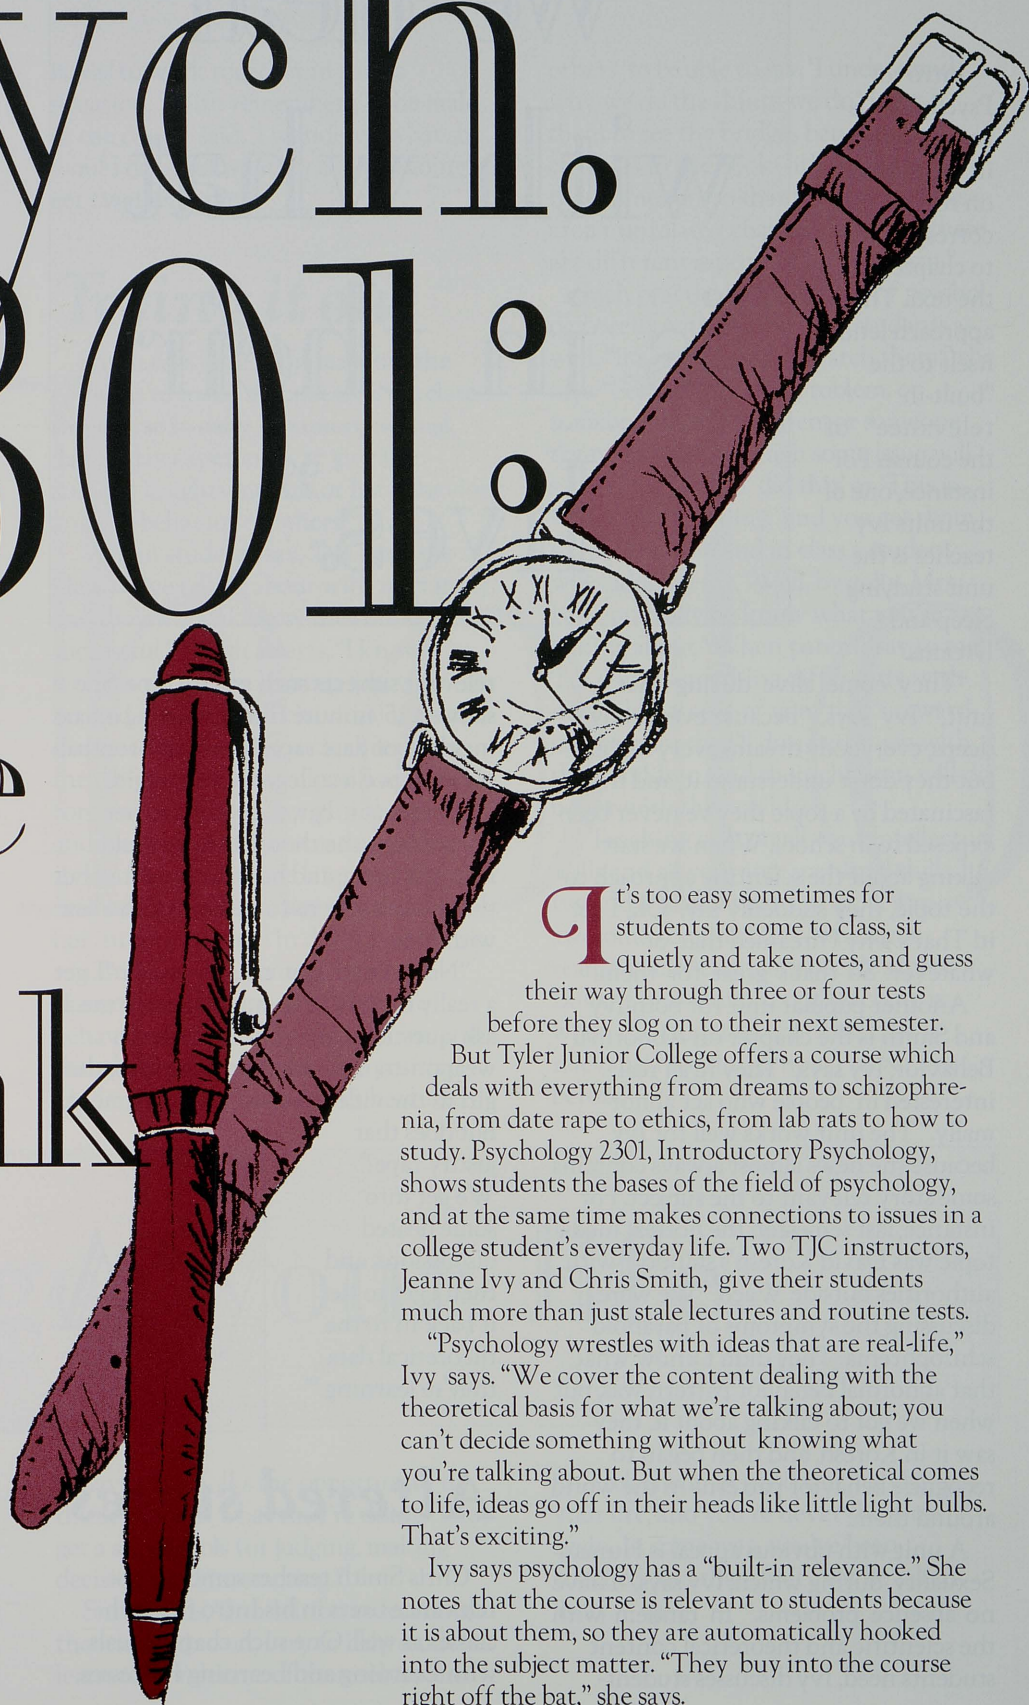 ych.
301:
e
k
It's too easy sometimes for
students to come to class, sit
quietly and take notes, and guess
their way through three or four tests
before they slog on to their next semester.
But Tyler Junior College offers a course which
deals with everything from dreams to schizophre-
nia, from date rape to ethics, from lab rats to how to
study. Psychology 2301, Introductory Psychology,
shows students the bases of the field of psychology,
and at the same time makes connections to issues in a
college student's everyday life. Two TJC instructors,
Jeanne Ivy and Chris Smith,  give their students
much more than just stale lectures and routine tests.
“Psychology wrestles with ideas that are real-life,”
Ivy  says. “We cover the content dealing with the
theoretical basis for what we're talking about; you
can't decide something without  knowing what
you're talking about. But when the theoretical comes
to life, ideas go off in their heads like little light  bulbs.
That's exciting.”
Ivy says psychology has a “built-in relevance.” She
notes  that the course is relevant to students because
it is about them, so they are automatically hooked
into the subject matter. “They  buy into the course
right off the bat,” she says.